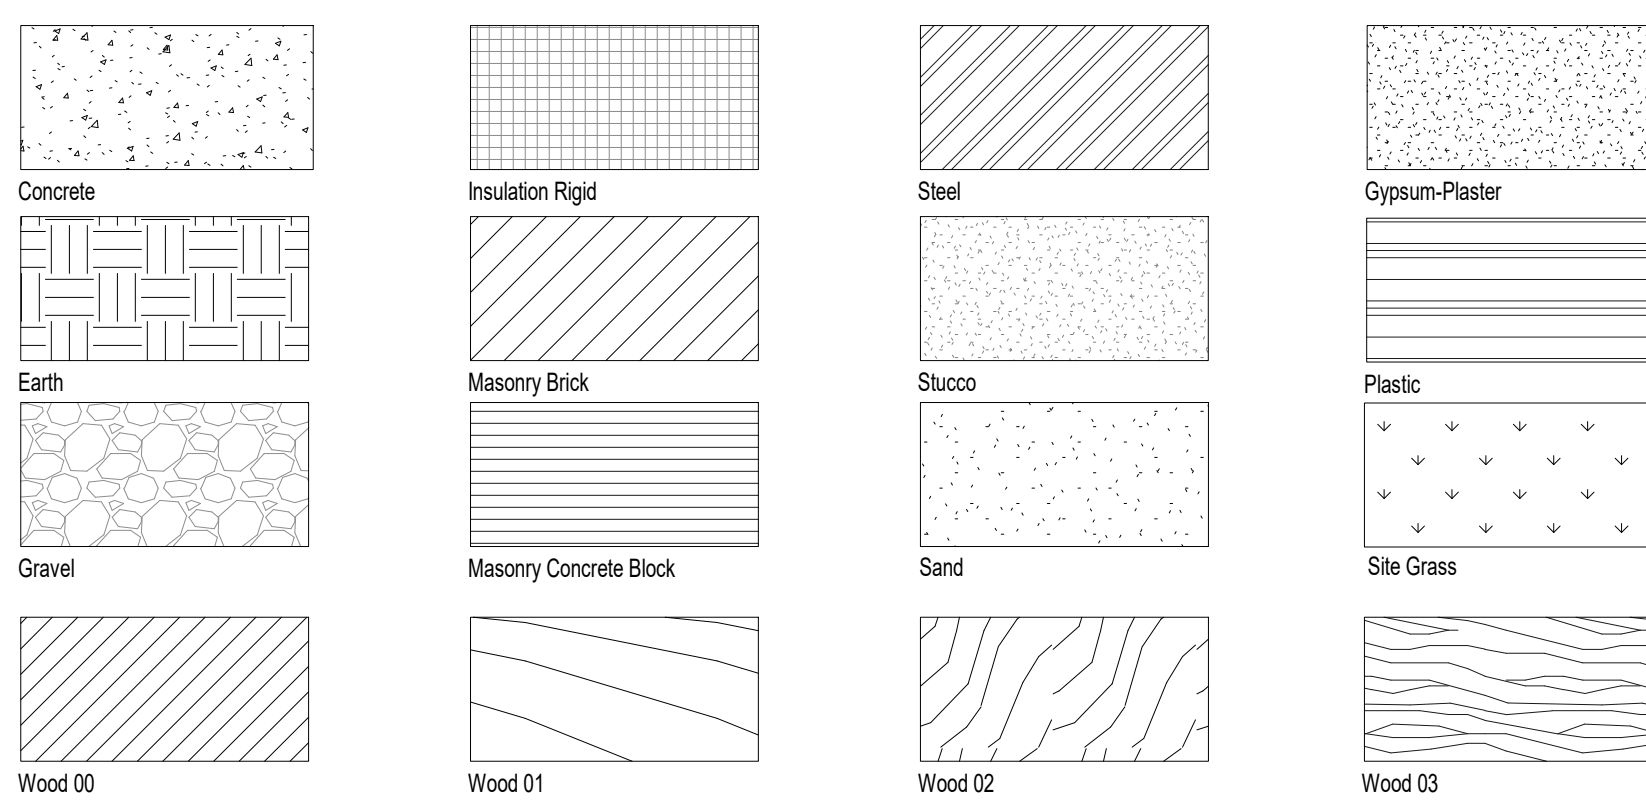 Concrete
Insulation Rigid
Steel
Gypsum-Plaster
Earth
Masonry Brick
Stucco
Plastic
Gravel
Masonry Concrete Block
Sand
Site Grass
Wood 00
Wood 01
Wood 02
Wood 03